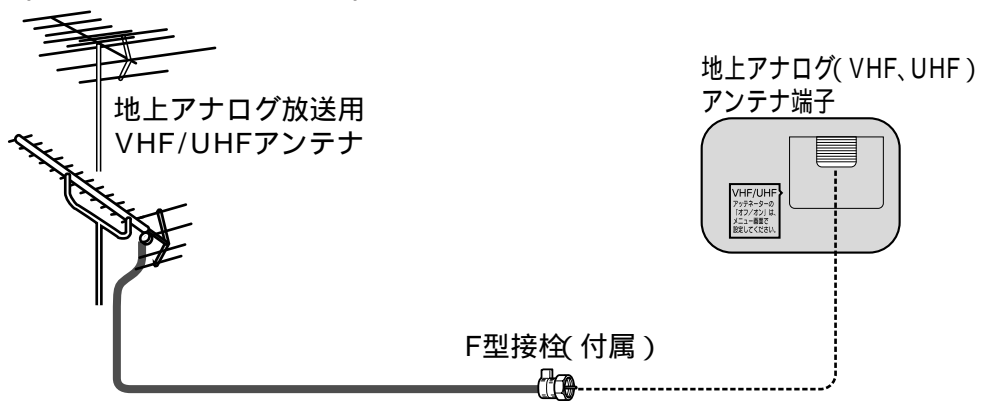 地上アナログ(VHF、UHF)
アンテナ端子
地上アナログ放送用
VHF/UHFアンテナ
VHF/UHF
アッテネーターの
「オフ/オン」は、
メニュー画面で
設定してください。
F型接栓(付属)